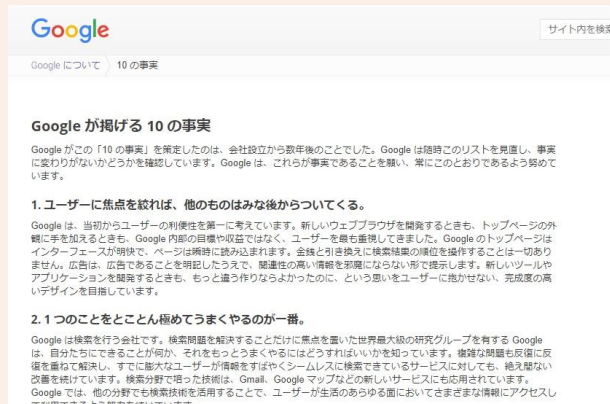 Google
サイト内を検索
Google について 〉 10 の事実
Google が掲げる 10 の事実
Google がこの「10 の事実」を策定したのは、会社設立から数年後のことでした。Google は随時このリストを見直し、事実
に変わりがないかどうかを確認しています。Google は、これらが事実であることを願い、常にこのとおりであるよう努めて
います。
1. ユーザーに焦点を絞れば、他のものはみな後からついてくる。
Google は、当初からユーザーの利便性を第一に考えています。新しいウェブブラウザを開発するときも、トップページの外
観に手を加えるときも、Google 内部の目標や収益ではなく、ユーザーを最も重視してきました。Google のトップページは
インターフェースが明快で、ページは瞬時に読み込まれます。金銭と引き換えに検索結果の順位を操作することは一切あり
ません。広告は、広告であることを明記したうえで、関連性の高い情報を邪魔にならない形で提示します。新しいツールや
アプリケーションを開発するときも、もっと違う作りならよかったのに、という思いをユーザーに抱かせない、完成度の高
いデザインを目指しています。
2. 1 つのことをとことん極めてうまくやるのが一番。
Google は検索を行う会社です。検索問題を解決することだけに焦点を置いた世界最大級の研究グループを有する Google
は、自分たちにできることが何か、それをもっとうまくやるにはどうすればいいかを知っています。複雑な問題も反復に反
復を重ねて解決し、すでに膨大なユーザーが情報をすばやくシームレスに検索できているサービスに対しても、絶え間ない
改善を続けています。検索分野で培った技術は、Gmail、Google マップなどの新しいサービスにも応用されています。
Google では、他の分野でも検索技術を活用することで、ユーザーが生活のあらゆる面においてさまざまな情報にアクセスし